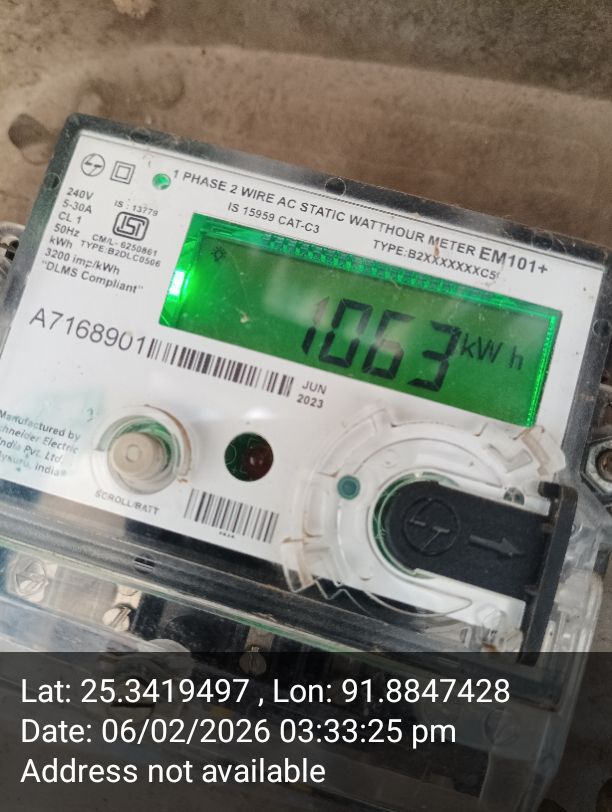 1 PHASE 2 WIRE AC STATIC WATTHOUR METER EM101+
IS 15959 CAT-C3
TYPE:B2XXXXXXXC5
240V
5-30A
CL 1
50Hz
kWh
3200 imp/kWh
"DLMS Compliant"
IS : 13779
ISI
CM/L- 6250861
TYPE:B2DLC0506
1063 kWh
A7168901
JUN
2023
Manufactured by
chneider Electric
India Pvt. Ltd
India
SCROLL/BATT
Lat: 25.3419497 , Lon: 91.8847428
Date: 06/02/2026 03:33:25 pm
Address not available